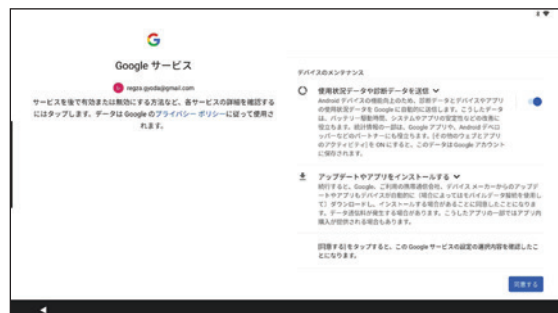 Google サービス
regza.gyoda@gmail.com
サービスを後で有効または無効にする方法など、各サービスの詳細を確認する
にはタップします。データは Google のプライバシー ポリシーに従って使用さ
れます。
デバイスのメンテナンス
使用状況データや診断データを送信
Android デバイスの機能向上のため、診断データとデバイスやアプリ
の使用状況データを Google に自動的に送信します。こうしたデータ
は、バッテリー駆動時間、システムやアプリの安定性などの改善に
役立ちます。統計情報の一部は、Google アプリや、Android デベロ
ッパーなどのパートナーにも役立ちます。[その他のウェブとアプリ
のアクティビティ] を ON にすると、このデータは Google アカウント
に保存されます。
アップデートやアプリをインストールする
続行すると、Google、ご利用の携帯通信会社、デバイス メーカーからのアップデ
ートやアプリもデバイスが自動的に（場合によってはモバイルデータ接続を使用し
て）ダウンロードし、インストールする場合があることに同意したことになりま
す。データ通信料が発生する場合があります。こうしたアプリの一部ではアプリ内
購入が提供される場合もあります。
[同意する] をタップすると、この Google サービスの設定の選択内容を確認したこ
とになります。
同意する